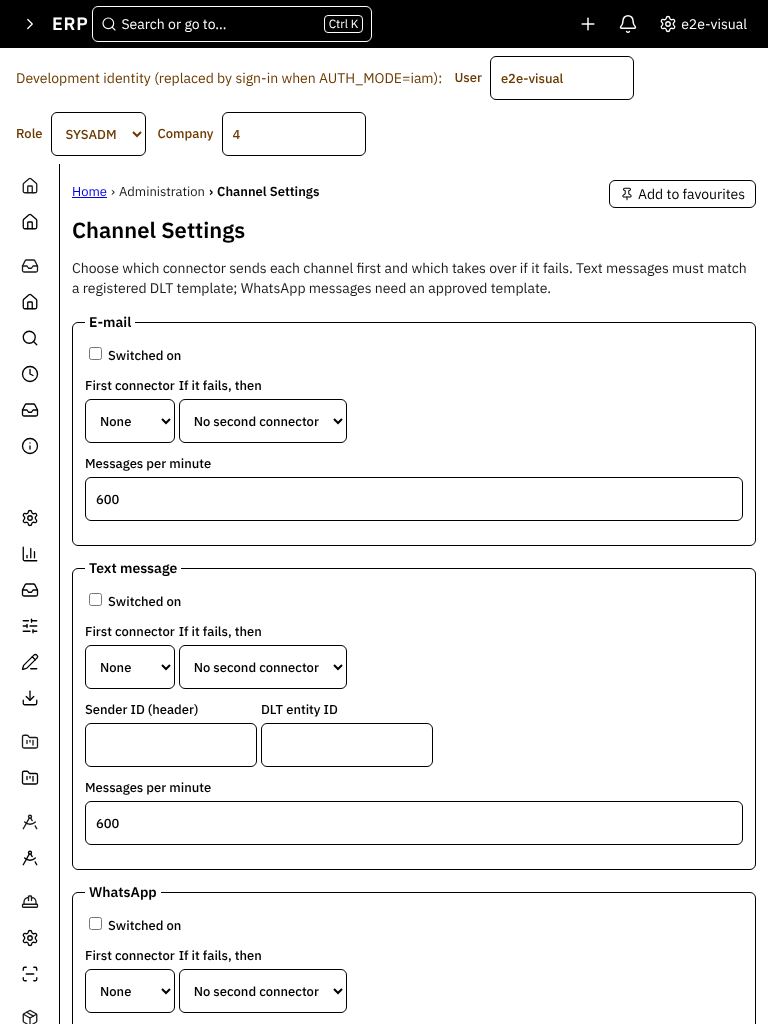 ERP Search or go to... Ctrl K e2e-visual
Development identity (replaced by sign-in when AUTH_MODE=iam): User e2e-visual
Role SYSADM Company 4
Home › Administration › Channel Settings Add to favourites
Channel Settings
Choose which connector sends each channel first and which takes over if it fails. Text messages must match
a registered DLT template; WhatsApp messages need an approved template.
E-mail
Switched on
First connector If it fails, then
None No second connector
Messages per minute
600
Text message
Switched on
First connector If it fails, then
None No second connector
Sender ID (header) DLT entity ID
Messages per minute
600
WhatsApp
Switched on
First connector If it fails, then
None No second connector